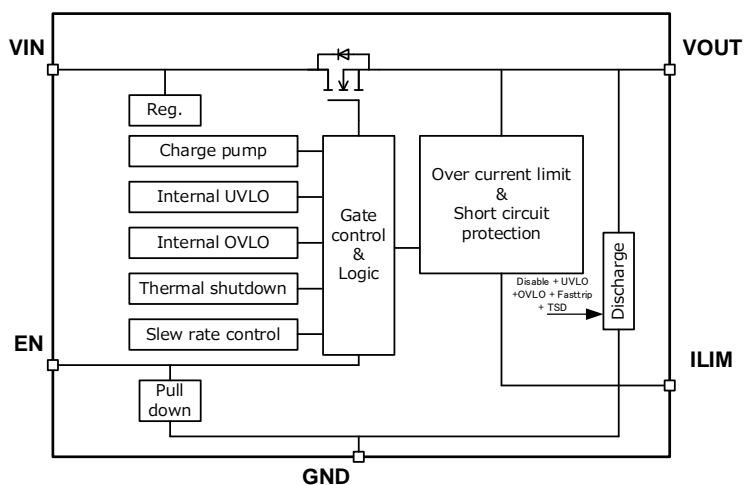 VIN
VOUT
Reg.
Charge pump
Internal UVLO
Internal OVLO
Thermal shutdown
Slew rate control
Gate
control
&
Logic
Over current limit
&
Short circuit
protection
Disable + UVLO
+OVLO + Fasttrip
+ TSD
Discharge
EN
Pull
down
ILIM
GND